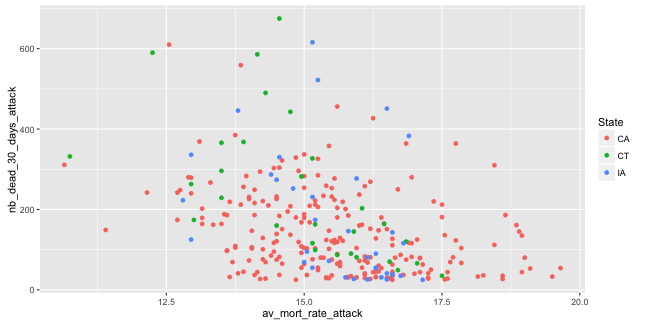 600
400
200
0
nb_dead_30_days_attack
12.5
15.0
17.5
20.0
av_mort_rate_attack
State
CA
CT
IA